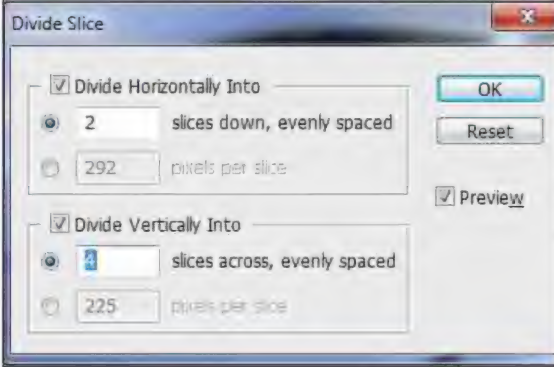 Divide Slice
Divide Horizontally Into
2 slices down, evenly spaced
292 pixels per slice
Divide Vertically Into
4 slices across, evenly spaced
225 pixels per slice
OK
Reset
Preview